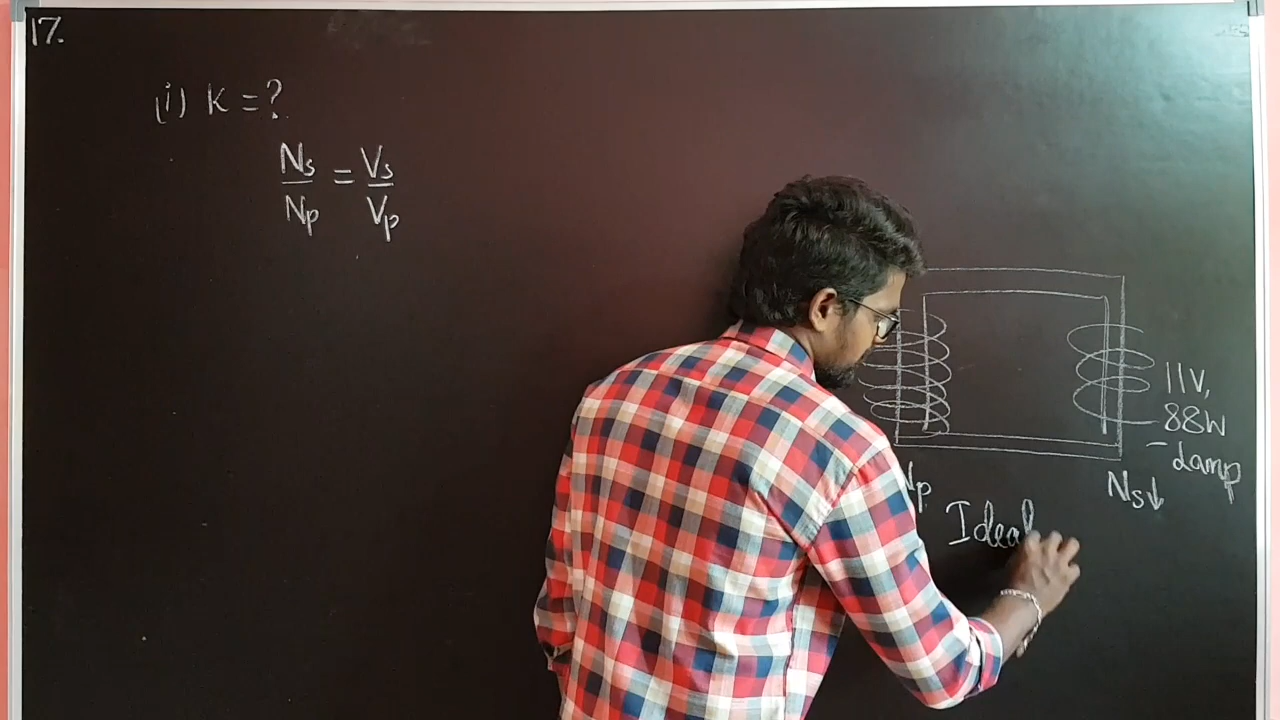 17.
(i) K = ?
Ns/Np = Vs/Vp
11V,
88W
lamp
Np
Ns↓
Ideal